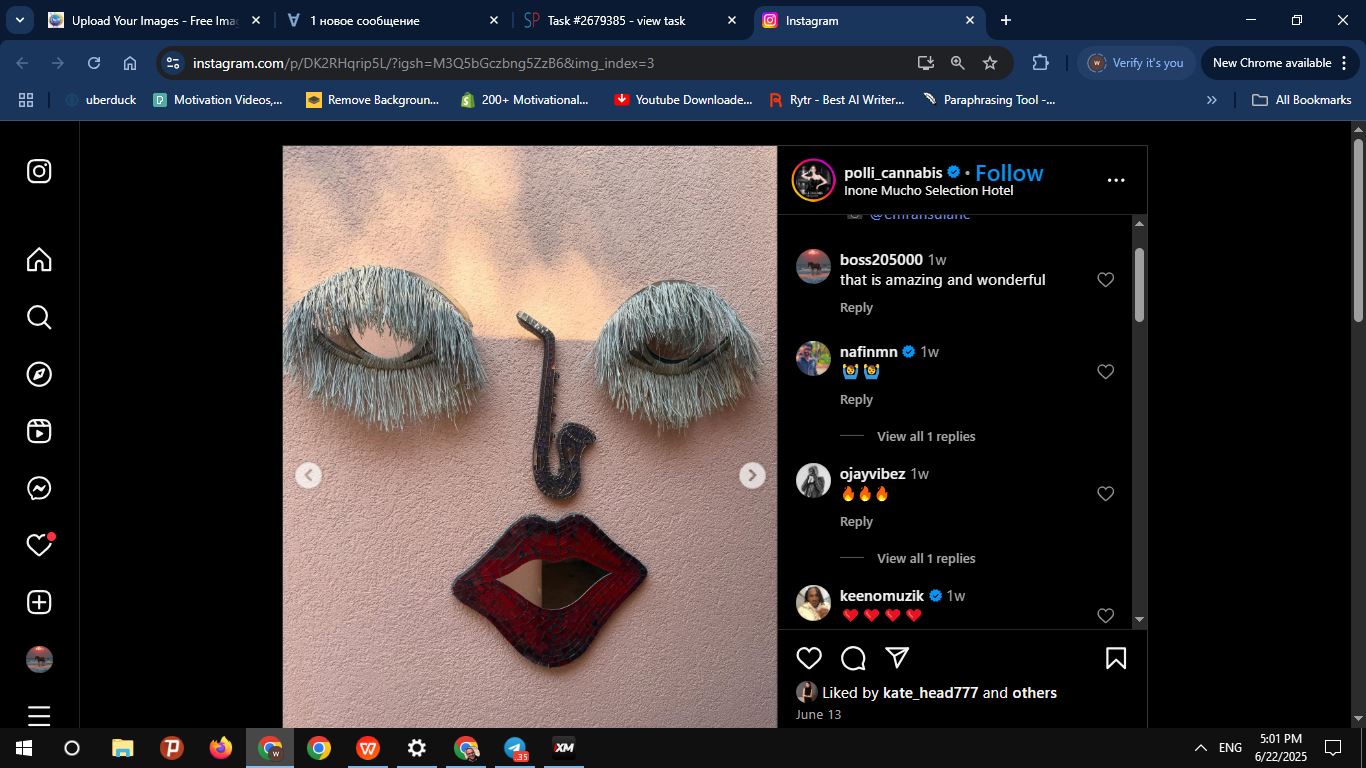 Upload Your Images - Free Imag
1 новое сообщение
SP Task #2679385 - view task
Instagram
instagram.com/p/DK2RHqrip5L/?igsh=M3Q5bGczbng5ZzB6&img_index=3
w Verify it's you
New Chrome available
uberduck
Motivation Videos,...
Remove Backgroun...
200+ Motivational...
Youtube Downloade...
Rytr - Best AI Writer...
Paraphrasing Tool -...
»
All Bookmarks
polli_cannabis • Follow
Inone Mucho Selection Hotel
boss205000 1w
that is amazing and wonderful
Reply
nafinmn 1w
🙆‍♂️🙆‍♂️
Reply
View all 1 replies
ojayvibez 1w
🔥🔥🔥
Reply
View all 1 replies
keenomuzik 1w
❤️❤️❤️❤️
Liked by kate_head777 and others
June 13
35
XM
ENG
5:01 PM
6/22/2025